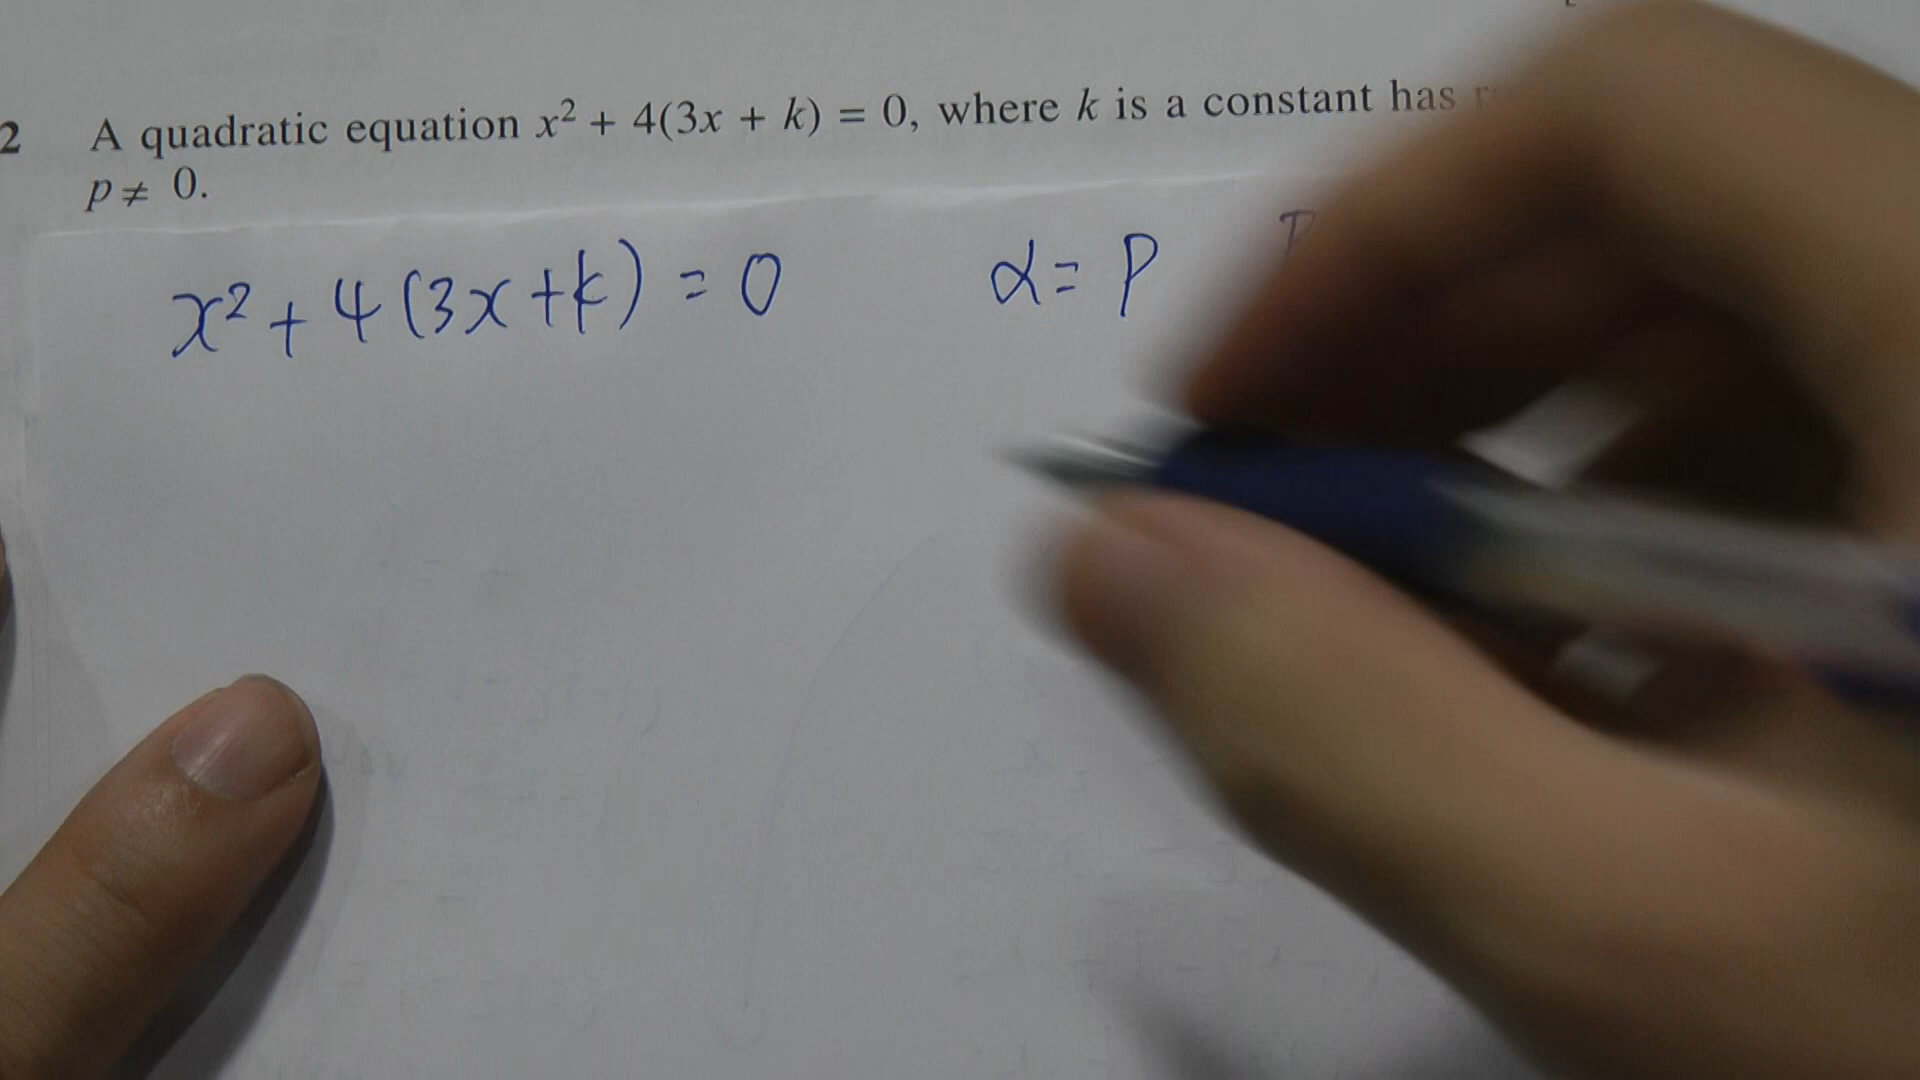 2 A quadratic equation x² + 4(3x + k) = 0, where k is a constant has
p ≠ 0.
x² + 4(3x+k) = 0 α = P